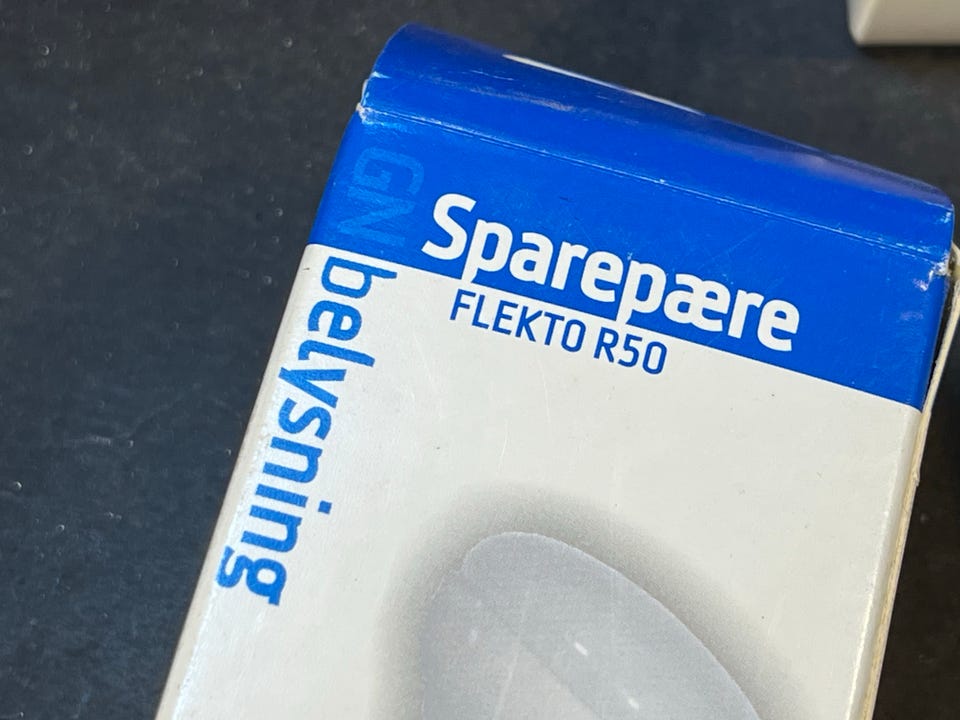 Sparepære
FLEKTO R50
GN belysning